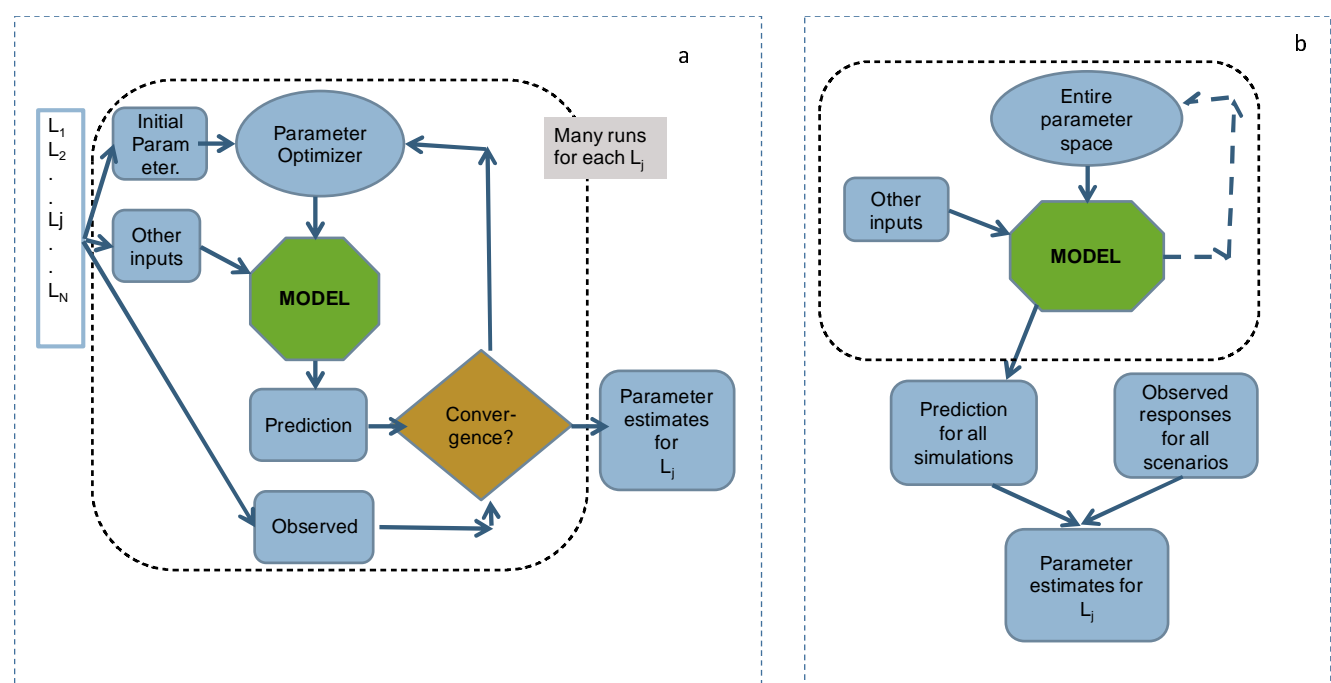 a
L1
L2
.
.
Lj
.
.
LN
Initial
Param
eter.
Parameter
Optimizer
Many runs
for each Lj
Other
inputs
MODEL
Prediction
Conver-
gence?
Parameter
estimates
for
Lj
Observed
b
Entire
parameter
space
Other
inputs
MODEL
Prediction
for all
simulations
Observed
responses
for all
scenarios
Parameter
estimates for
Lj